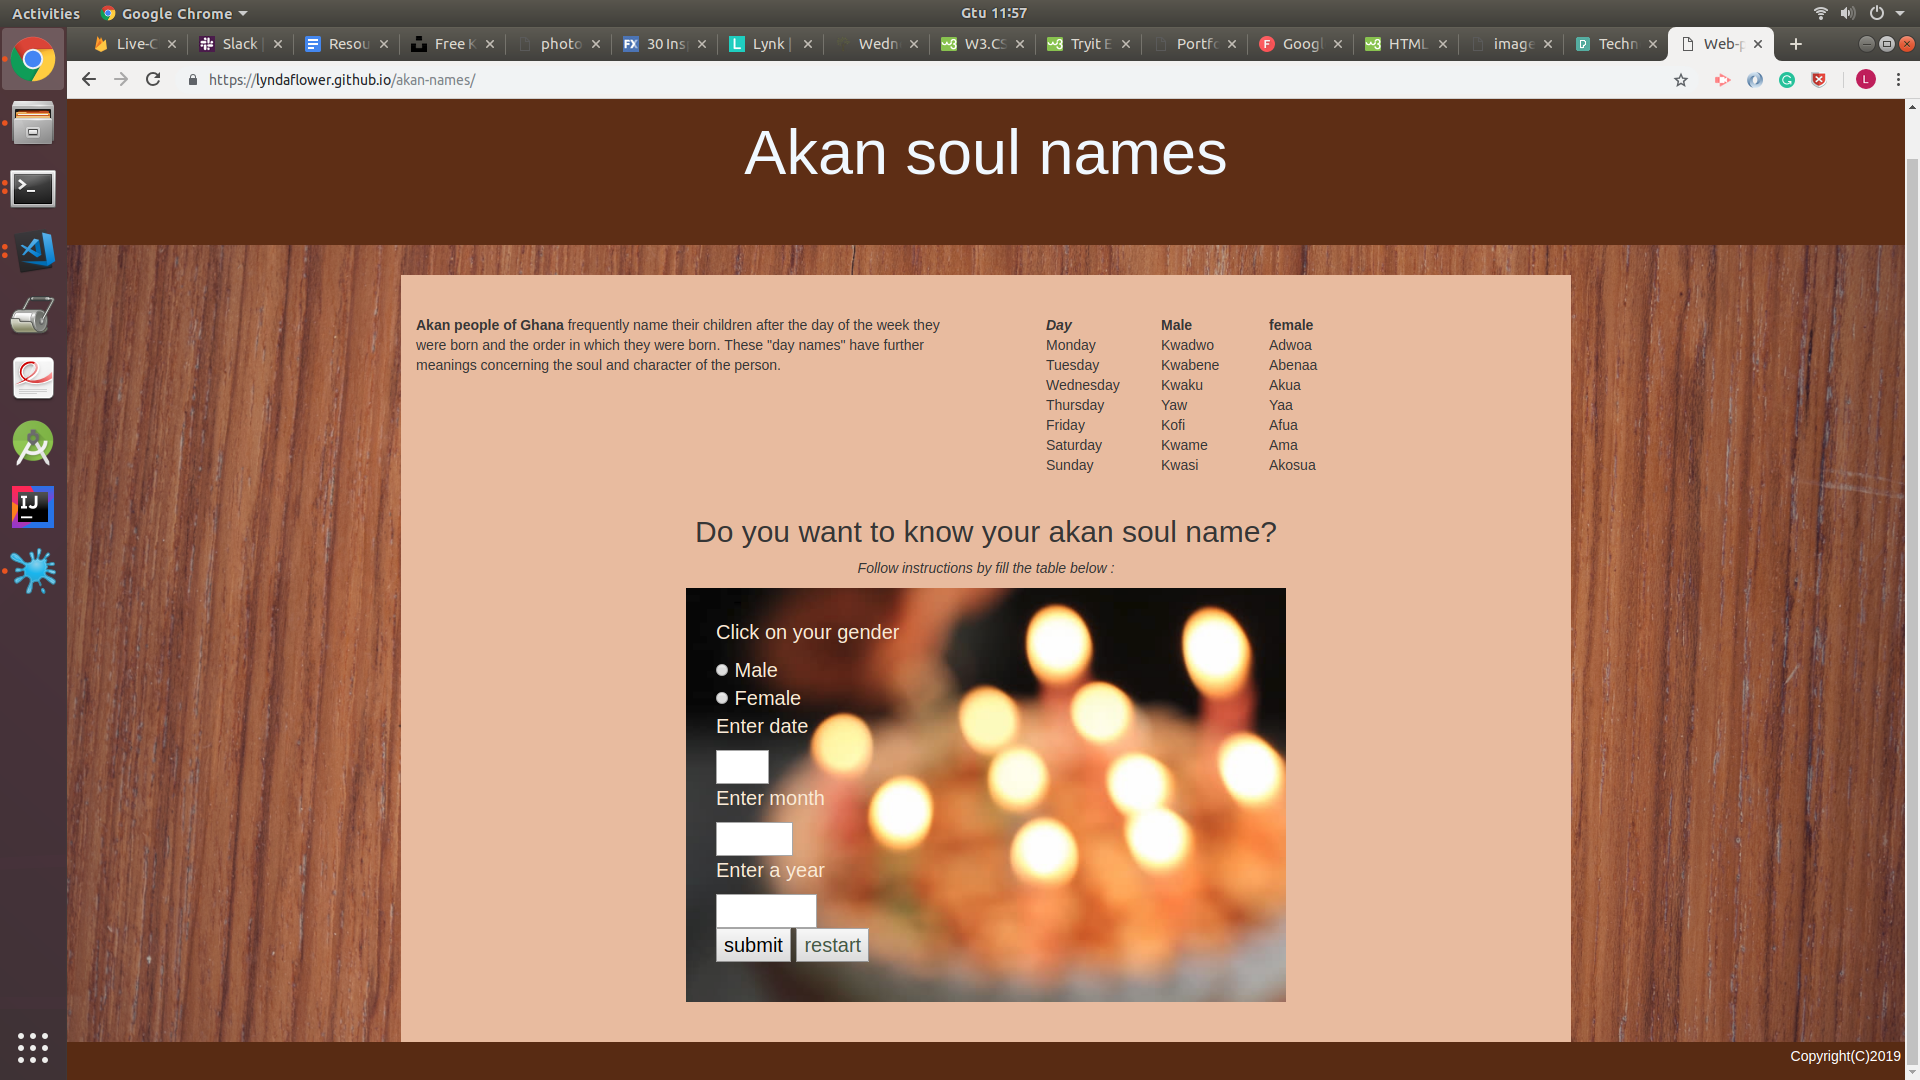 Activities Google Chrome Gtu 11:57
Live-C Slack Resou Free K photo 30 Ins Lynk | Wedn W3.CS Tryit E Portfo Googl HTML image Techn Web-p
https://lyndaflower.github.io/akan-names/ L
Akan soul names
Akan people of Ghana frequently name their children after the day of the week they
were born and the order in which they were born. These "day names" have further
meanings concerning the soul and character of the person.
Day Male female
Monday Kwadwo Adwoa
Tuesday Kwabene Abenaa
Wednesday Kwaku Akua
Thursday Yaw Yaa
Friday Kofi Afua
Saturday Kwame Ama
Sunday Kwasi Akosua
Do you want to know your akan soul name?
Follow instructions by fill the table below :
Click on your gender
Male
Female
Enter date
Enter month
Enter a year
submit restart
Copyright(C)2019